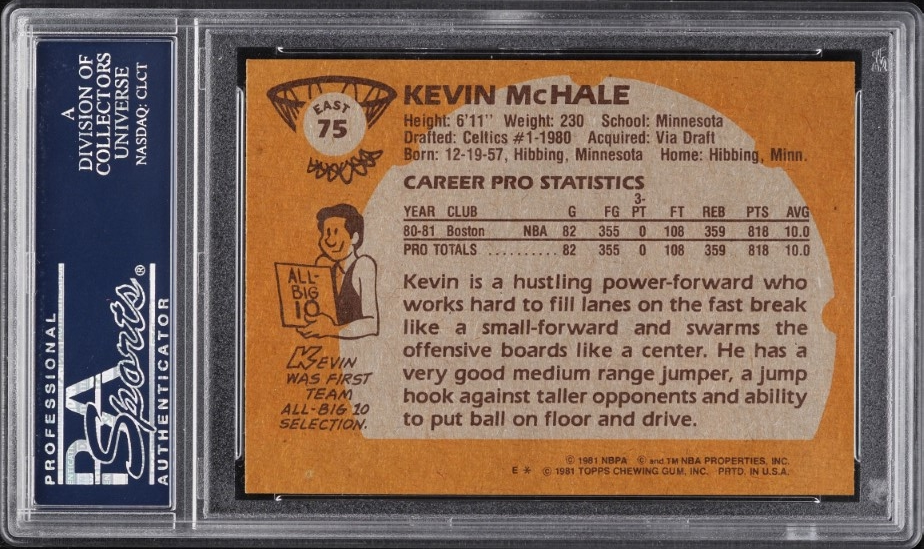 A
DIVISION OF
COLLECTORS
UNIVERSE
NASDAQ: CLCT
PROFESSIONAL
PSA
Sports®
AUTHENTICATOR
EAST
75
KEVIN McHALE
Height: 6'11" Weight: 230 School: Minnesota
Drafted: Celtics #1-1980 Acquired: Via Draft
Born: 12-19-57, Hibbing, Minnesota Home: Hibbing, Minn.
CAREER PRO STATISTICS
YEAR CLUB G FG 3-PT FT REB PTS AVG
80-81 Boston NBA 82 355 0 108 359 818 10.0
PRO TOTALS .......... 82 355 0 108 359 818 10.0
ALL-
BIG
10
KEVIN
WAS FIRST
TEAM
ALL-BIG 10
SELECTION.
Kevin is a hustling power-forward who
works hard to fill lanes on the fast break
like a small-forward and swarms the
offensive boards like a center. He has a
very good medium range jumper, a jump
hook against taller opponents and ability
to put ball on floor and drive.
© 1981 NBPA © and TM NBA PROPERTIES, INC.
E * © 1981 TOPPS CHEWING GUM, INC. PRTD. IN U.S.A.